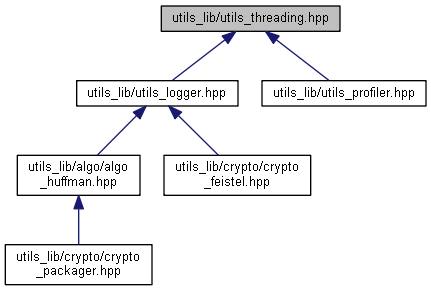 utils_lib/utils_threading.hpp
utils_lib/utils_logger.hpp
utils_lib/utils_profiler.hpp
utils_lib/algo/algo
_huffman.hpp
utils_lib/crypto/crypto
_feistel.hpp
utils_lib/crypto/crypto
_packager.hpp